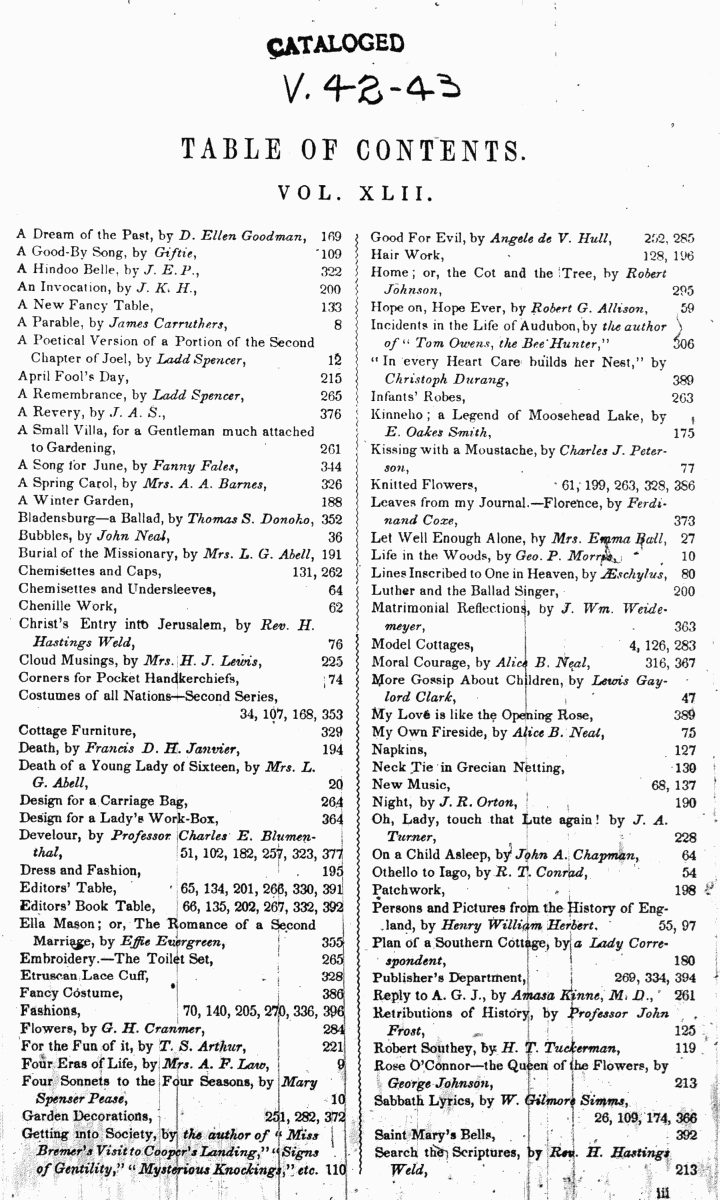 CATALOGED
V. 42-43
TABLE OF CONTENTS.
VOL. XLII.
A Dream of the Past, by D. Ellen Goodman, 169
A Good-By Song, by Giftie, 109
A Hindoo Belle, by J. E. P., 322
An Invocation, by J. K. H., 200
A New Fancy Table, 133
A Parable, by James Carruthers, 8
A Poetical Version of a Portion of the Second
Chapter of Joel, by Ladd Spencer, 12
April Fool's Day, 215
A Remembrance, by Ladd Spencer, 265
A Revery, by J. A. S., 376
A Small Villa, for a Gentleman much attached
to Gardening, 261
A Song for June, by Fanny Fales, 344
A Spring Carol, by Mrs. A. A. Barnes, 326
A Winter Garden, 188
Bladensburg—a Ballad, by Thomas S. Donoho, 352
Bubbles, by John Neal, 36
Burial of the Missionary, by Mrs. L. G. Abell, 191
Chemisettes and Caps, 131, 262
Chemisettes and Undersleeves, 64
Chenille Work, 62
Christ's Entry into Jerusalem, by Rev. H.
Hastings Weld, 76
Cloud Musings, by Mrs. H. J. Lewis, 225
Corners for Pocket Handkerchiefs, 74
Costumes of all Nations—Second Series,
34, 107, 168, 353
Cottage Furniture, 329
Death, by Francis D. H. Janvier, 194
Death of a Young Lady of Sixteen, by Mrs. L.
G. Abell, 20
Design for a Carriage Bag, 264
Design for a Lady's Work-Box, 364
Develour, by Professor Charles E. Blumen-
thal, 51, 102, 182, 257, 323, 377
Dress and Fashion, 195
Editors' Table, 65, 134, 201, 266, 330, 391
Editors' Book Table, 66, 135, 202, 267, 332, 392
Ella Mason; or, The Romance of a Second
Marriage, by Effie Evergreen, 355
Embroidery.—The Toilet Set, 265
Etruscan Lace Cuff, 328
Fancy Costume, 386
Fashions, 70, 140, 205, 270, 336, 396
Flowers, by G. H. Cranmer, 284
For the Fun of it, by T. S. Arthur, 221
Four Eras of Life, by Mrs. A. F. Law, 9
Four Sonnets to the Four Seasons, by Mary
Spenser Pease, 10
Garden Decorations, 251, 282, 372
Getting into Society, by the author of "Miss
Bremer's Visit to Cooper's Landing," "Signs
of Gentility," "Mysterious Knockings," etc. 110
Good For Evil, by Angele de V. Hull, 252, 285
Hair Work, 128, 196
Home; or, the Cot and the Tree, by Robert
Johnson, 295
Hope on, Hope Ever, by Robert G. Allison, 59
Incidents in the Life of Audubon, by the author
of "Tom Owens, the Bee Hunter," 306
"In every Heart Care builds her Nest," by
Christoph Durang, 389
Infants' Robes, 263
Kinneho; a Legend of Moosehead Lake, by
E. Oakes Smith, 175
Kissing with a Moustache, by Charles J. Peter-
son, 77
Knitted Flowers, 61, 199, 263, 328, 386
Leaves from my Journal.—Florence, by Ferdi-
nand Coxe, 373
Let Well Enough Alone, by Mrs. Emma Ball, 27
Life in the Woods, by Geo. P. Morris, 10
Lines Inscribed to One in Heaven, by Æschylus, 80
Luther and the Ballad Singer, 200
Matrimonial Reflections, by J. Wm. Weide-
meyer, 363
Model Cottages, 4, 126, 283
Moral Courage, by Alice B. Neal, 316, 367
More Gossip About Children, by Lewis Gay-
lord Clark, 47
My Love is like the Opening Rose, 389
My Own Fireside, by Alice B. Neal, 75
Napkins, 127
Neck Tie in Grecian Netting, 130
New Music, 68, 137
Night, by J. R. Orton, 190
Oh, Lady, touch that Lute again! by J. A.
Turner, 228
On a Child Asleep, by John A. Chapman, 64
Othello to Iago, by R. T. Conrad, 54
Patchwork, 198
Persons and Pictures from the History of Eng-
land, by Henry William Herbert. 55, 97
Plan of a Southern Cottage, by a Lady Corre-
spondent, 180
Publisher's Department, 269, 334, 394
Reply to A. G. J., by Amasa Kinne, M. D., 261
Retributions of History, by Professor John
Frost, 125
Robert Southey, by H. T. Tuckerman, 119
Rose O'Connor—the Queen of the Flowers, by
George Johnson, 213
Sabbath Lyrics, by W. Gilmore Simms,
26, 109, 174, 366
Saint Mary's Bells, 392
Search the Scriptures, by Rev. H. Hastings
Weld, 213
iii